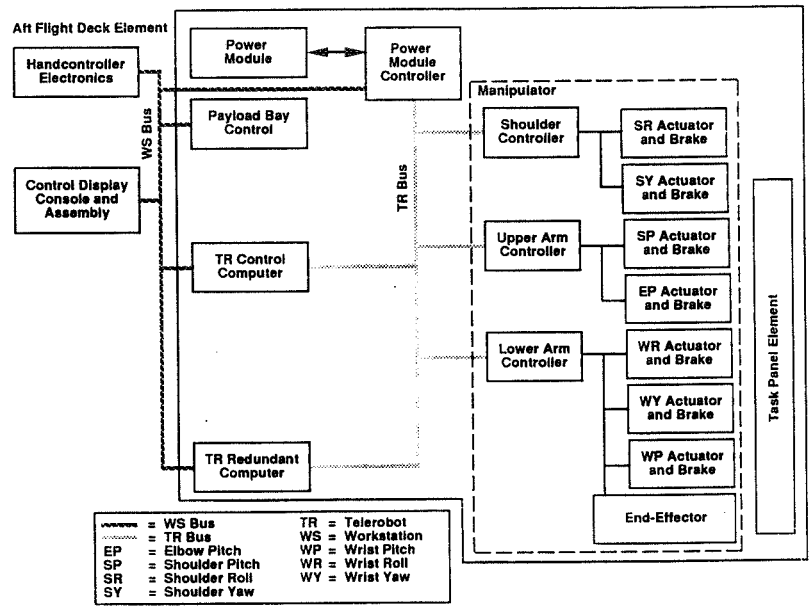 Aft Flight Deck Element
Handcontroller
Electronics
Control Display
Console and
Assembly
WS Bus
Power
Module
Power
Module
Controller
Payload Bay
Control
TR Control
Computer
TR Redundant
Computer
TR Bus
Manipulator
Shoulder
Controller
SR Actuator
and Brake
SY Actuator
and Brake
Upper Arm
Controller
SP Actuator
and Brake
EP Actuator
and Brake
Lower Arm
Controller
WR Actuator
and Brake
WY Actuator
and Brake
WP Actuator
and Brake
End-Effector
Task Panel Element
= WS Bus
= TR Bus
EP = Elbow Pitch
SP = Shoulder Pitch
SR = Shoulder Roll
SY = Shoulder Yaw
TR = Telerobot
WS = Workstation
WP = Wrist Pitch
WR = Wrist Roll
WY = Wrist Yaw